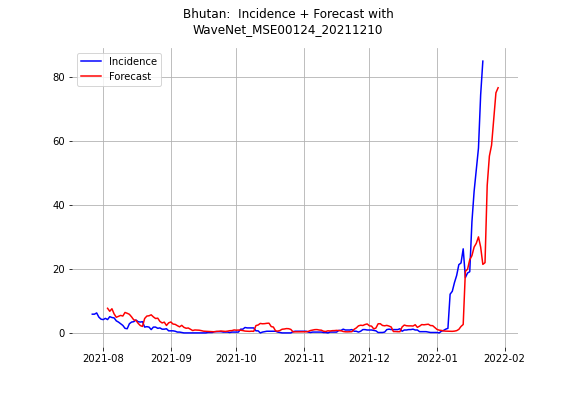 Bhutan:  Incidence + Forecast with
WaveNet_MSE00124_20211210
Incidence
Forecast
80
60
40
20
0
2021-08 2021-09 2021-10 2021-11 2021-12 2022-01 2022-02